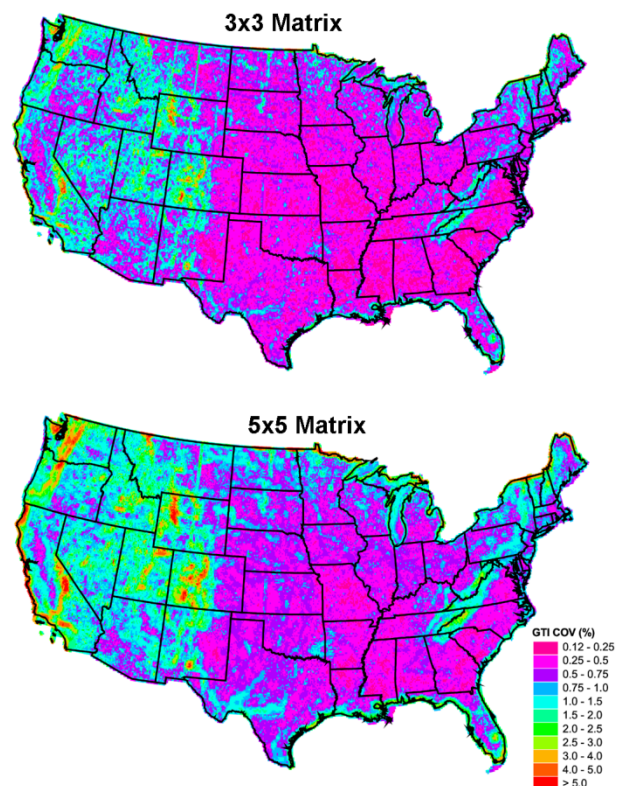 3x3 Matrix
5x5 Matrix
GTI COV (%)
0.12 - 0.25
0.25 - 0.5
0.5 - 0.75
0.75 - 1.0
1.0 - 1.5
1.5 - 2.0
2.0 - 2.5
2.5 - 3.0
3.0 - 4.0
4.0 - 5.0
> 5.0